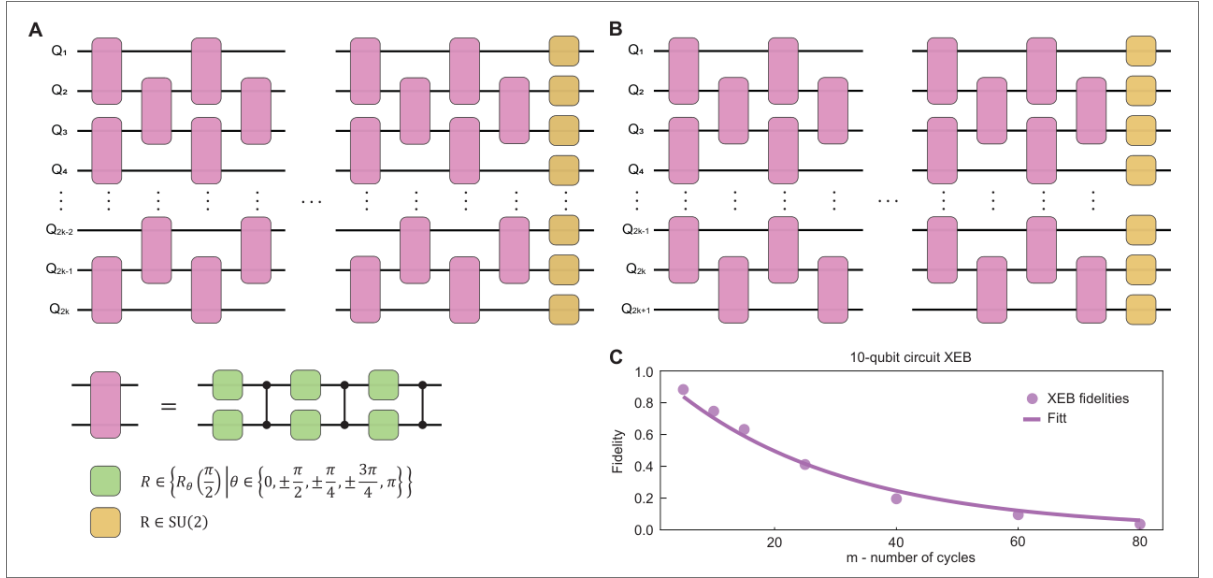 A
Q₁
Q₂
Q₃
Q₄
⋮ ⋮ ⋮ ⋮ ⋮ ⋯ ⋮ ⋮ ⋮ ⋮ ⋮
Q₂ₖ₋₂
Q₂ₖ₋₁
Q₂ₖ
B
Q₁
Q₂
Q₃
Q₄
⋮ ⋮ ⋮ ⋮ ⋮ ⋯ ⋮ ⋮ ⋮ ⋮
Q₂ₖ₋₁
Q₂ₖ
Q₂ₖ₊₁
=
R ∈ {R_θ (π/2) | θ ∈ {0, ± π/2, ± π/4, ± 3π/4, π}}
R ∈ SU(2)
C
10-qubit circuit XEB
XEB fidelities
Fitt
Fidelity
1.0
0.8
0.6
0.4
0.2
0.0
20 40 60 80
m - number of cycles